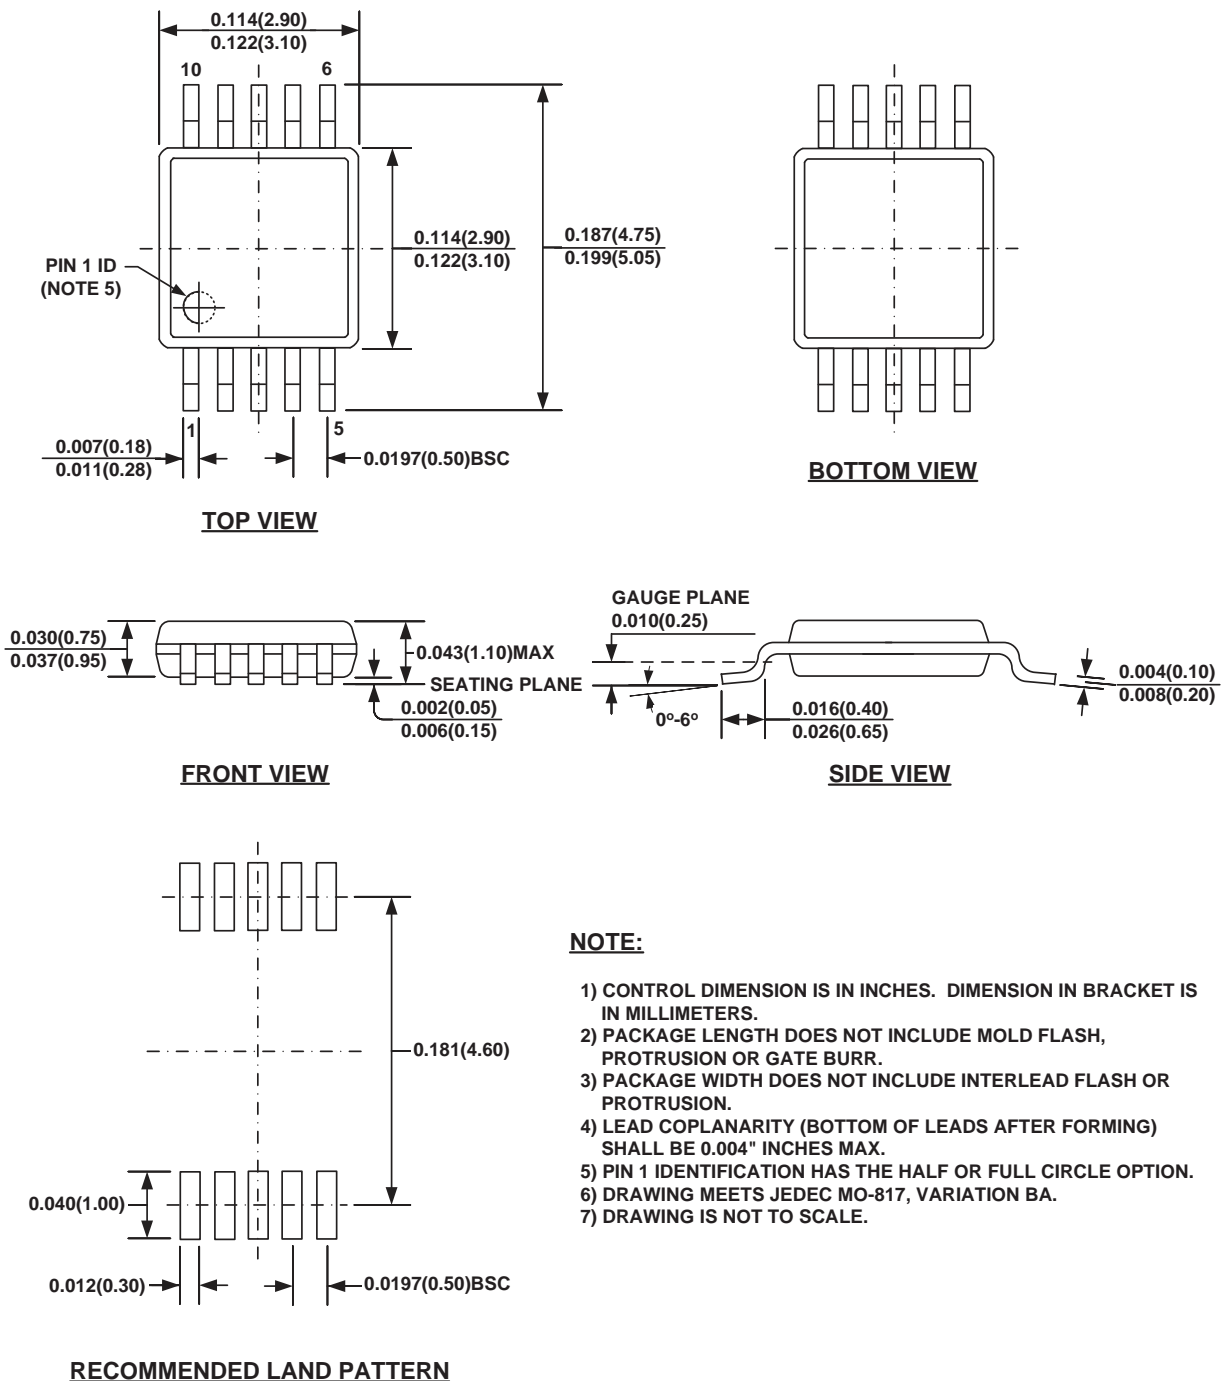 0.114(2.90)
0.122(3.10)
10
6
0.114(2.90)
0.122(3.10)
0.187(4.75)
0.199(5.05)
PIN 1 ID
(NOTE 5)
1
5
0.007(0.18)
0.011(0.28)
0.0197(0.50)BSC
TOP VIEW
BOTTOM VIEW
0.030(0.75)
0.037(0.95)
0.043(1.10)MAX
SEATING PLANE
0.002(0.05)
0.006(0.15)
FRONT VIEW
GAUGE PLANE
0.010(0.25)
0º-6º
0.016(0.40)
0.026(0.65)
0.004(0.10)
0.008(0.20)
SIDE VIEW
0.181(4.60)
0.040(1.00)
0.012(0.30)
0.0197(0.50)BSC
RECOMMENDED LAND PATTERN
NOTE:
1) CONTROL DIMENSION IS IN INCHES. DIMENSION IN BRACKET IS
IN MILLIMETERS.
2) PACKAGE LENGTH DOES NOT INCLUDE MOLD FLASH,
PROTRUSION OR GATE BURR.
3) PACKAGE WIDTH DOES NOT INCLUDE INTERLEAD FLASH OR
PROTRUSION.
4) LEAD COPLANARITY (BOTTOM OF LEADS AFTER FORMING)
SHALL BE 0.004" INCHES MAX.
5) PIN 1 IDENTIFICATION HAS THE HALF OR FULL CIRCLE OPTION.
6) DRAWING MEETS JEDEC MO-817, VARIATION BA.
7) DRAWING IS NOT TO SCALE.